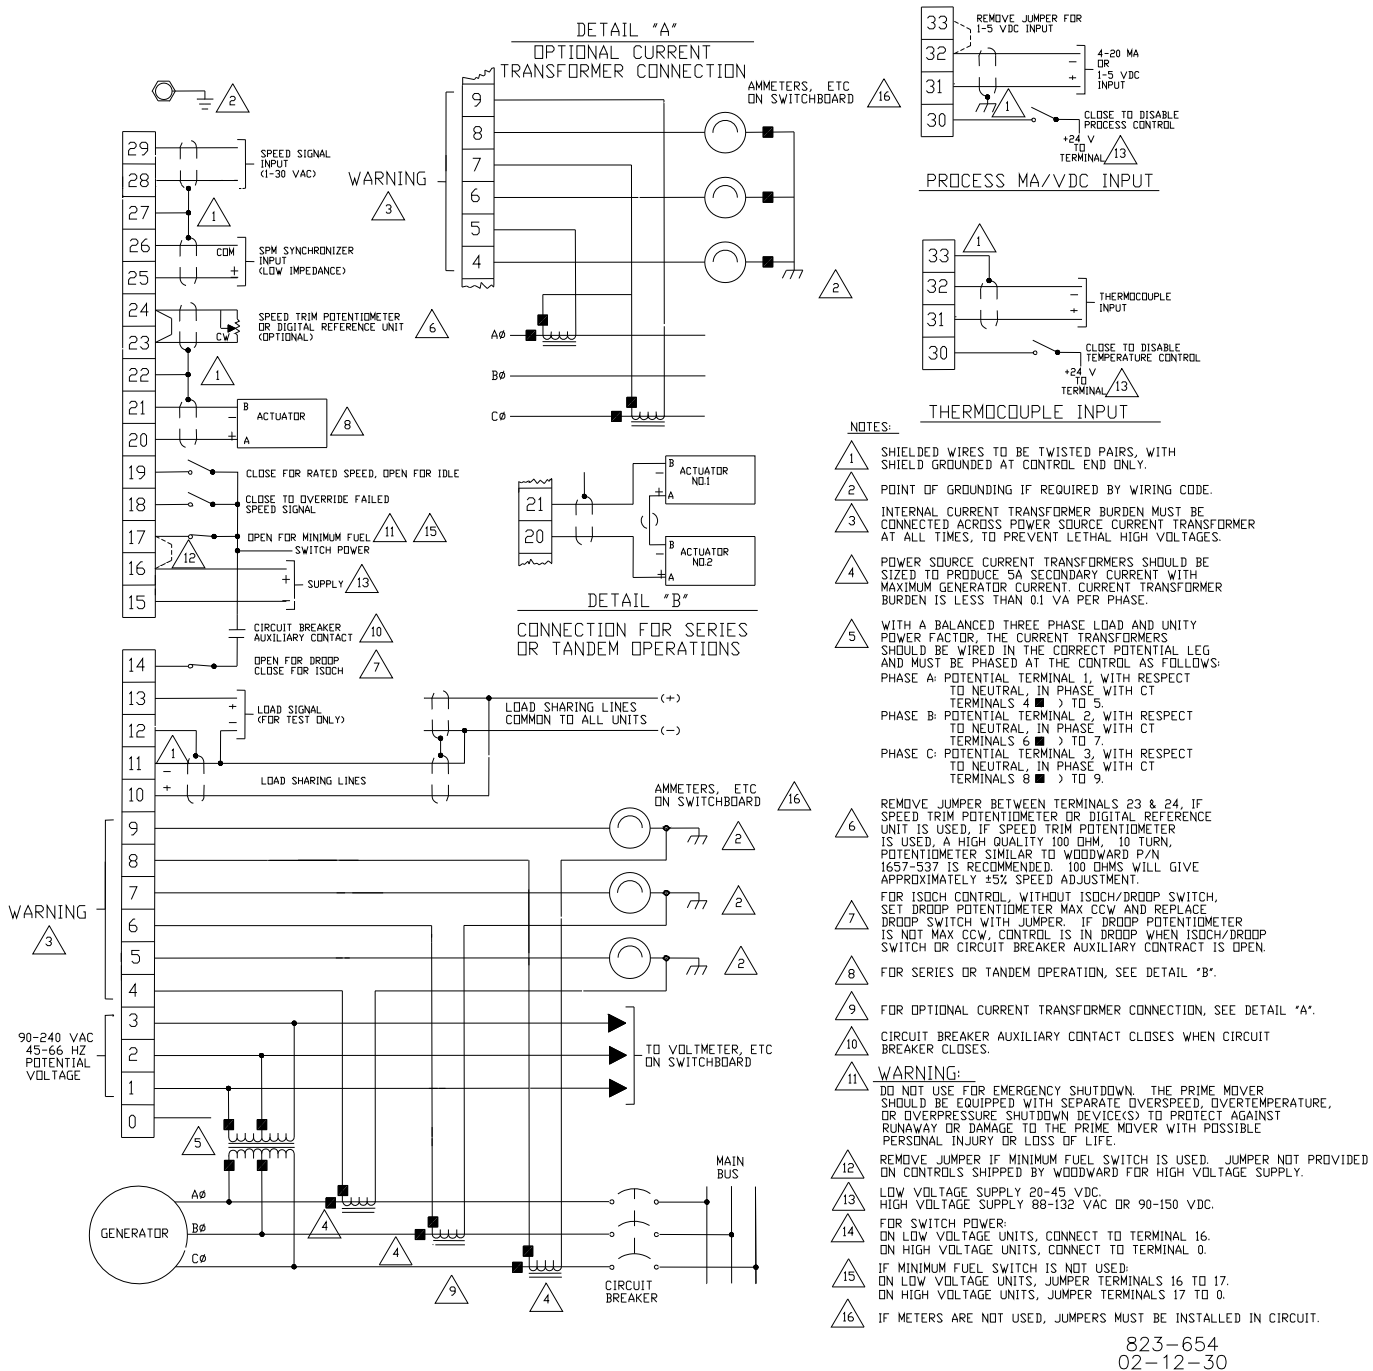 DETAIL "A"
OPTIONAL CURRENT
TRANSFORMER CONNECTION
2
29
28
27
26
25
24
23
22
21
20
19
18
17
16
15
SPEED SIGNAL
INPUT
(1-30 VAC)
1
COM
+
SPM SYNCHRONIZER
INPUT
(LOW IMPEDANCE)
CW
SPEED TRIM POTENTIOMETER
OR DIGITAL REFERENCE UNIT
(OPTIONAL)
6
1
B
−
+
A
ACTUATOR
8
CLOSE FOR RATED SPEED, OPEN FOR IDLE
CLOSE TO OVERRIDE FAILED
SPEED SIGNAL
OPEN FOR MINIMUM FUEL
11
15
12
SWITCH POWER
+
−
SUPPLY
13
CIRCUIT BREAKER
AUXILIARY CONTACT
10
OPEN FOR DROOP
CLOSE FOR ISOCH
7
14
13
12
11
10
9
8
7
6
5
4
3
2
1
0
+
−
LOAD SIGNAL
(FOR TEST ONLY)
1
−
+
LOAD SHARING LINES
LOAD SHARING LINES
COMMON TO ALL UNITS
(+)
(−)
AMMETERS, ETC
ON SWITCHBOARD
16
2
2
2
WARNING
3
90-240 VAC
45-66 HZ
POTENTIAL
VOLTAGE
TO VOLTMETER, ETC
ON SWITCHBOARD
5
GENERATOR
AØ
BØ
CØ
4
4
9
4
CIRCUIT
BREAKER
MAIN
BUS
9
8
7
6
5
4
WARNING
3
AMMETERS, ETC
ON SWITCHBOARD
16
2
AØ
BØ
CØ
21
20
B
−
+
A
ACTUATOR
NO.1
B
−
+
A
ACTUATOR
NO.2
DETAIL "B"
CONNECTION FOR SERIES
OR TANDEM OPERATIONS
33
32
31
30
REMOVE JUMPER FOR
1-5 VDC INPUT
−
+
4-20 MA
OR
1-5 VDC
INPUT
1
CLOSE TO DISABLE
PROCESS CONTROL
+24 V
TO
TERMINAL
13
PROCESS MA/VDC INPUT
33
32
31
30
1
−
+
THERMOCOUPLE
INPUT
CLOSE TO DISABLE
TEMPERATURE CONTROL
+24 V
TO
TERMINAL
13
THERMOCOUPLE INPUT
NOTES:
1 SHIELDED WIRES TO BE TWISTED PAIRS, WITH
SHIELD GROUNDED AT CONTROL END ONLY.
2 POINT OF GROUNDING IF REQUIRED BY WIRING CODE.
3 INTERNAL CURRENT TRANSFORMER BURDEN MUST BE
CONNECTED ACROSS POWER SOURCE CURRENT TRANSFORMER
AT ALL TIMES, TO PREVENT LETHAL HIGH VOLTAGES.
4 POWER SOURCE CURRENT TRANSFORMERS SHOULD BE
SIZED TO PRODUCE 5A SECONDARY CURRENT WITH
MAXIMUM GENERATOR CURRENT. CURRENT TRANSFORMER
BURDEN IS LESS THAN 0.1 VA PER PHASE.
5 WITH A BALANCED THREE PHASE LOAD AND UNITY
POWER FACTOR, THE CURRENT TRANSFORMERS
SHOULD BE WIRED IN THE CORRECT POTENTIAL LEG
AND MUST BE PHASED AT THE CONTROL AS FOLLOWS:
PHASE A: POTENTIAL TERMINAL 1, WITH RESPECT
TO NEUTRAL, IN PHASE WITH CT
TERMINALS 4 ■ ) TO 5.
PHASE B: POTENTIAL TERMINAL 2, WITH RESPECT
TO NEUTRAL, IN PHASE WITH CT
TERMINALS 6 ■ ) TO 7.
PHASE C: POTENTIAL TERMINAL 3, WITH RESPECT
TO NEUTRAL, IN PHASE WITH CT
TERMINALS 8 ■ ) TO 9.
6 REMOVE JUMPER BETWEEN TERMINALS 23 & 24, IF
SPEED TRIM POTENTIOMETER OR DIGITAL REFERENCE
UNIT IS USED, IF SPEED TRIM POTENTIOMETER
IS USED, A HIGH QUALITY 100 OHM, 10 TURN,
POTENTIOMETER SIMILAR TO WOODWARD P/N
1657-537 IS RECOMMENDED. 100 OHMS WILL GIVE
APPROXIMATELY ±5% SPEED ADJUSTMENT.
7 FOR ISOCH CONTROL, WITHOUT ISOCH/DROOP SWITCH,
SET DROOP POTENTIOMETER MAX CCW AND REPLACE
DROOP SWITCH WITH JUMPER. IF DROOP POTENTIOMETER
IS NOT MAX CCW, CONTROL IS IN DROOP WHEN ISOCH/DROOP
SWITCH OR CIRCUIT BREAKER AUXILIARY CONTRACT IS OPEN.
8 FOR SERIES OR TANDEM OPERATION, SEE DETAIL "B".
9 FOR OPTIONAL CURRENT TRANSFORMER CONNECTION, SEE DETAIL "A".
10 CIRCUIT BREAKER AUXILIARY CONTACT CLOSES WHEN CIRCUIT
BREAKER CLOSES.
11 WARNING:
DO NOT USE FOR EMERGENCY SHUTDOWN. THE PRIME MOVER
SHOULD BE EQUIPPED WITH SEPARATE OVERSPEED, OVERTEMPERATURE,
OR OVERPRESSURE SHUTDOWN DEVICE(S) TO PROTECT AGAINST
RUNAWAY OR DAMAGE TO THE PRIME MOVER WITH POSSIBLE
PERSONAL INJURY OR LOSS OF LIFE.
12 REMOVE JUMPER IF MINIMUM FUEL SWITCH IS USED. JUMPER NOT PROVIDED
ON CONTROLS SHIPPED BY WOODWARD FOR HIGH VOLTAGE SUPPLY.
13 LOW VOLTAGE SUPPLY 20-45 VDC.
HIGH VOLTAGE SUPPLY 88-132 VAC OR 90-150 VDC.
14 FOR SWITCH POWER:
ON LOW VOLTAGE UNITS, CONNECT TO TERMINAL 16.
ON HIGH VOLTAGE UNITS, CONNECT TO TERMINAL 0.
15 IF MINIMUM FUEL SWITCH IS NOT USED:
ON LOW VOLTAGE UNITS, JUMPER TERMINALS 16 TO 17.
ON HIGH VOLTAGE UNITS, JUMPER TERMINALS 17 TO 0.
16 IF METERS ARE NOT USED, JUMPERS MUST BE INSTALLED IN CIRCUIT.
823-654
02-12-30